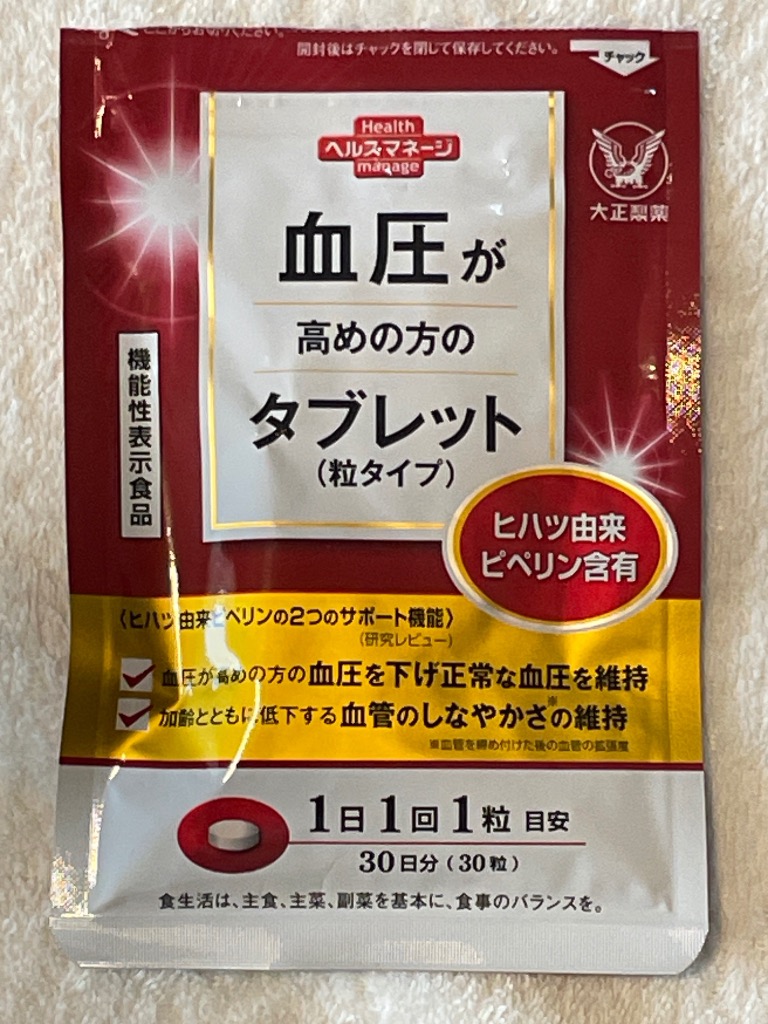 開封後はチャックを閉じて保存してください。
チャック
Health
ヘルスマネージ
manage
大正製薬
血圧が
高めの方の
タブレット
(粒タイプ)
機能性表示食品
ヒハツ由来
ピペリン含有
〈ヒハツ由来ピペリンの2つのサポート機能〉
(研究レビュー)
血圧が高めの方の血圧を下げ正常な血圧を維持
加齢とともに低下する血管のしなやかさ※の維持
※血管を締め付けた後の血管の拡張度
1日1回1粒 目安
30日分(30粒)
食生活は、主食、主菜、副菜を基本に、食事のバランスを。